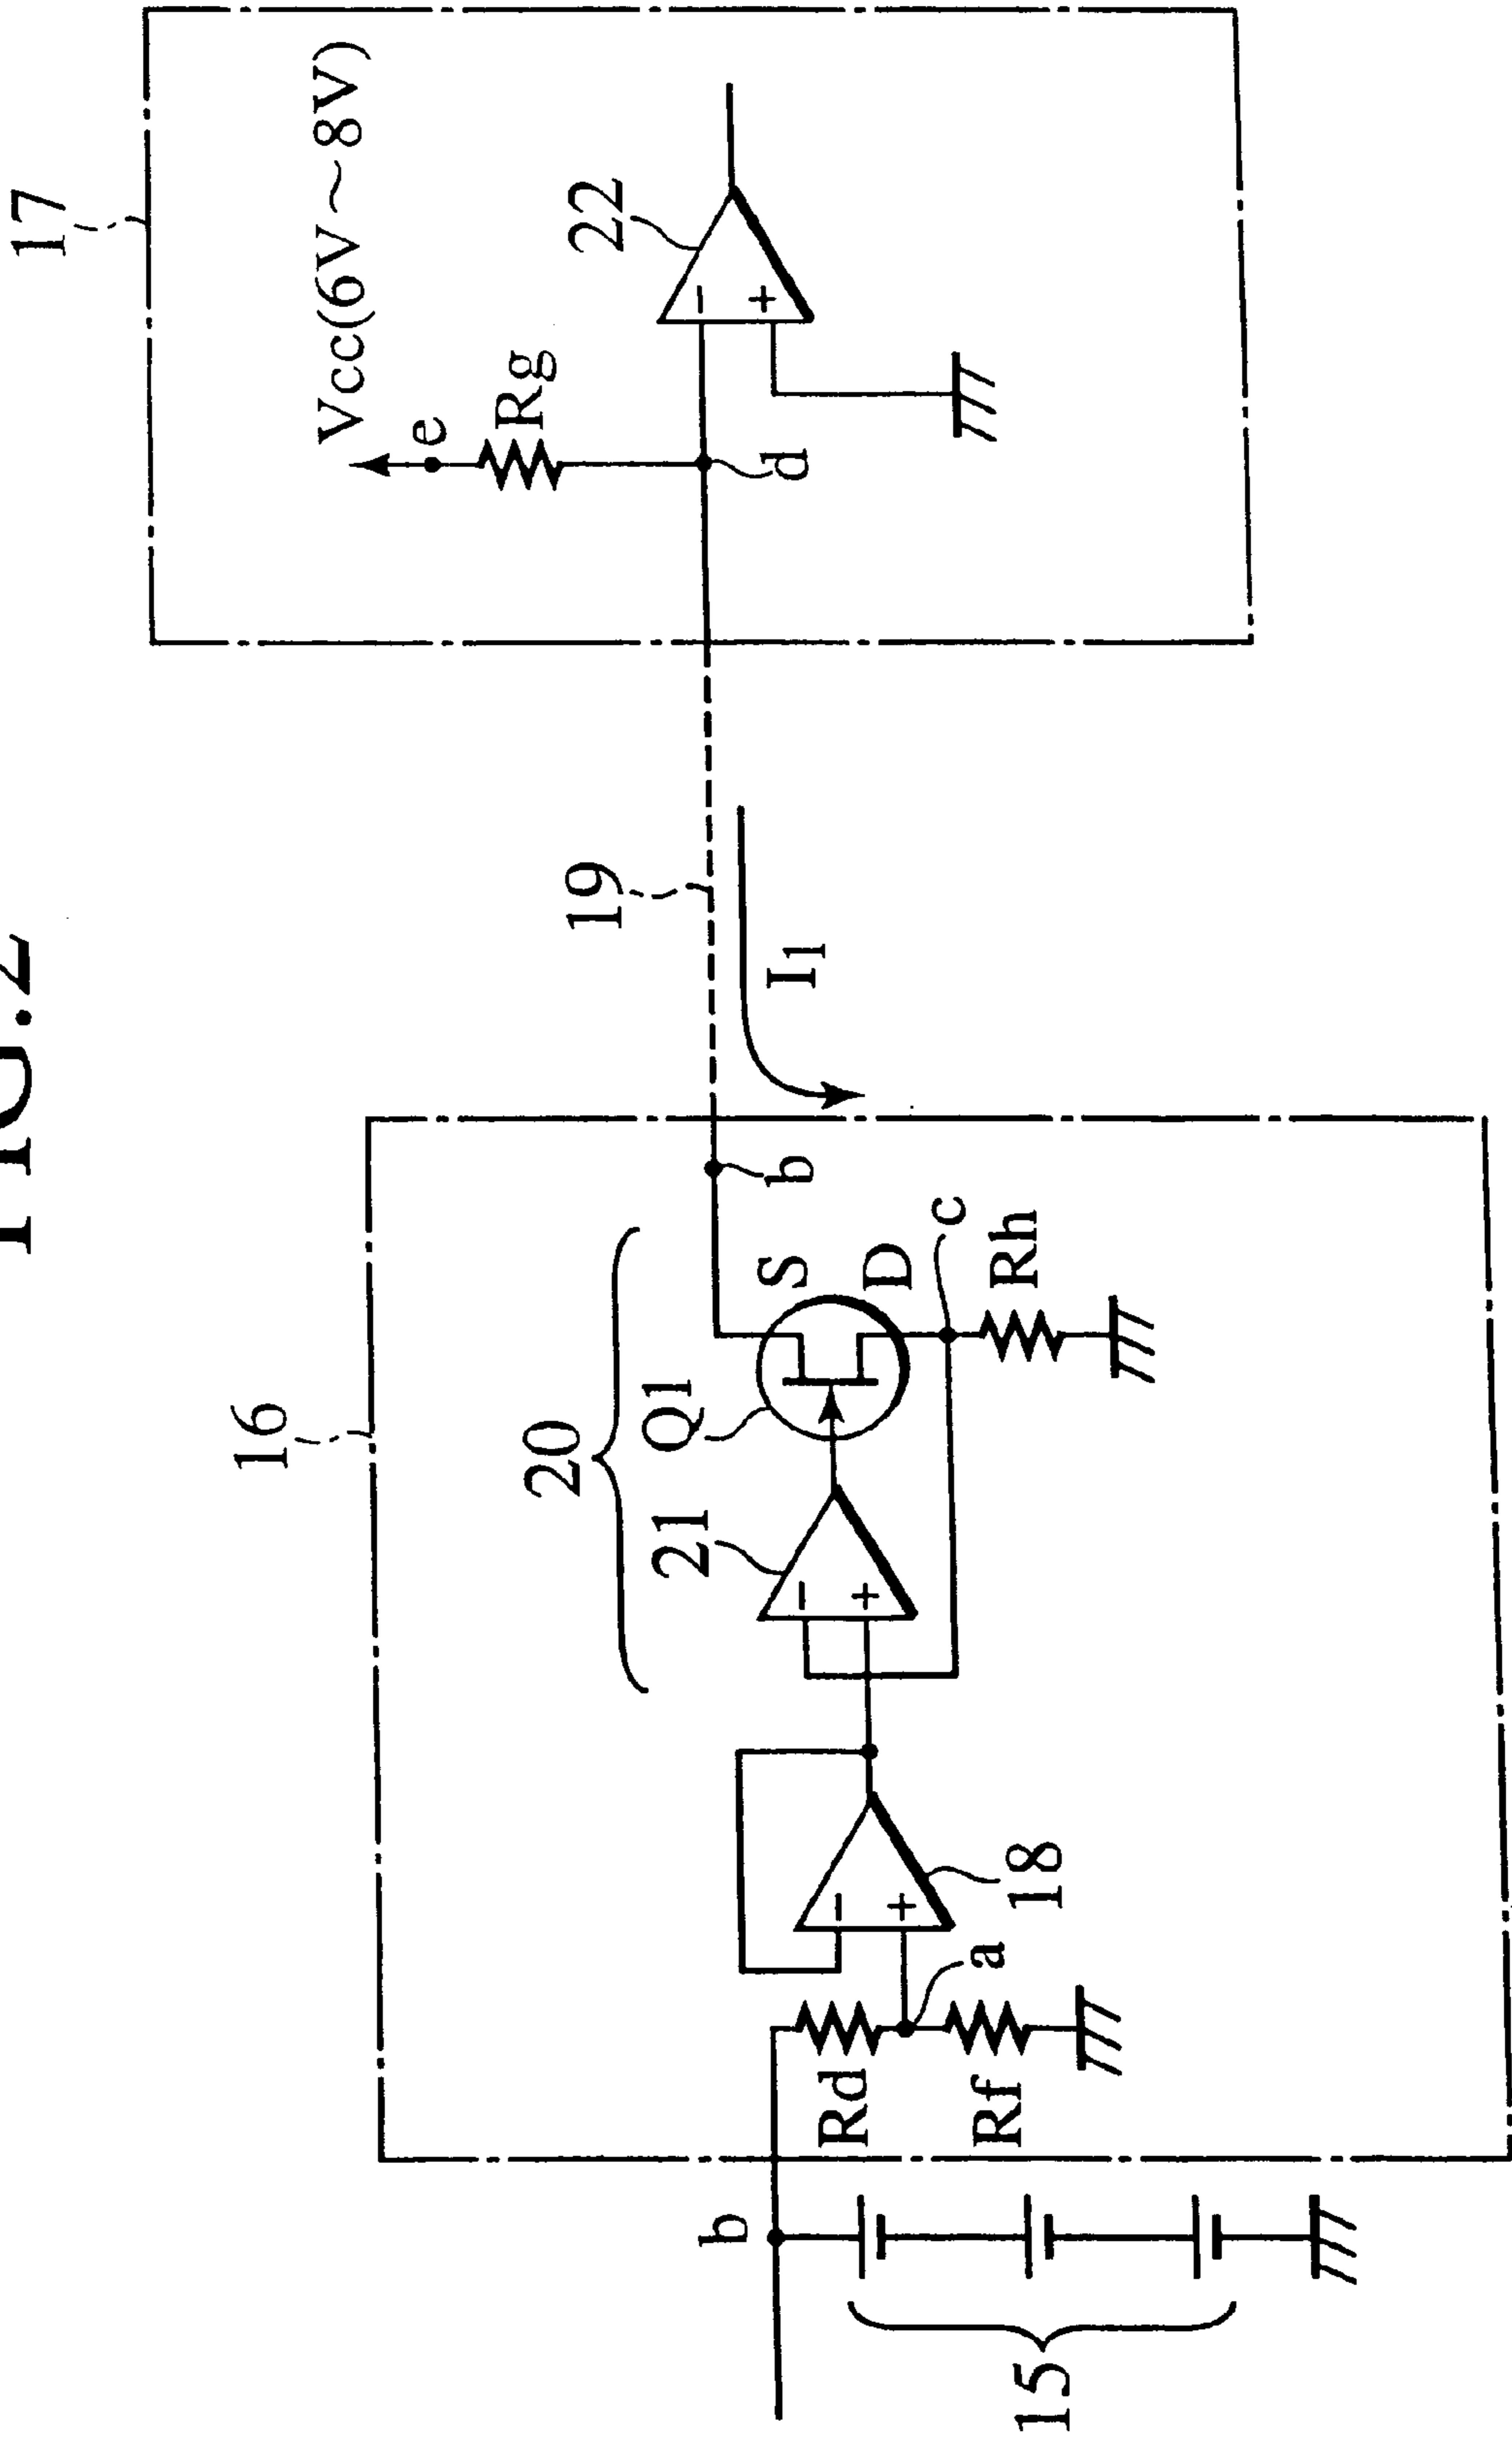 FIG.2
17
Vcc(6V~8V)
e
Rg
22
−
+
d
19
I1
16
20
b
Q1
S
D
c
Rh
21
−
+
18
−
+
a
Rd
Rf
b
15